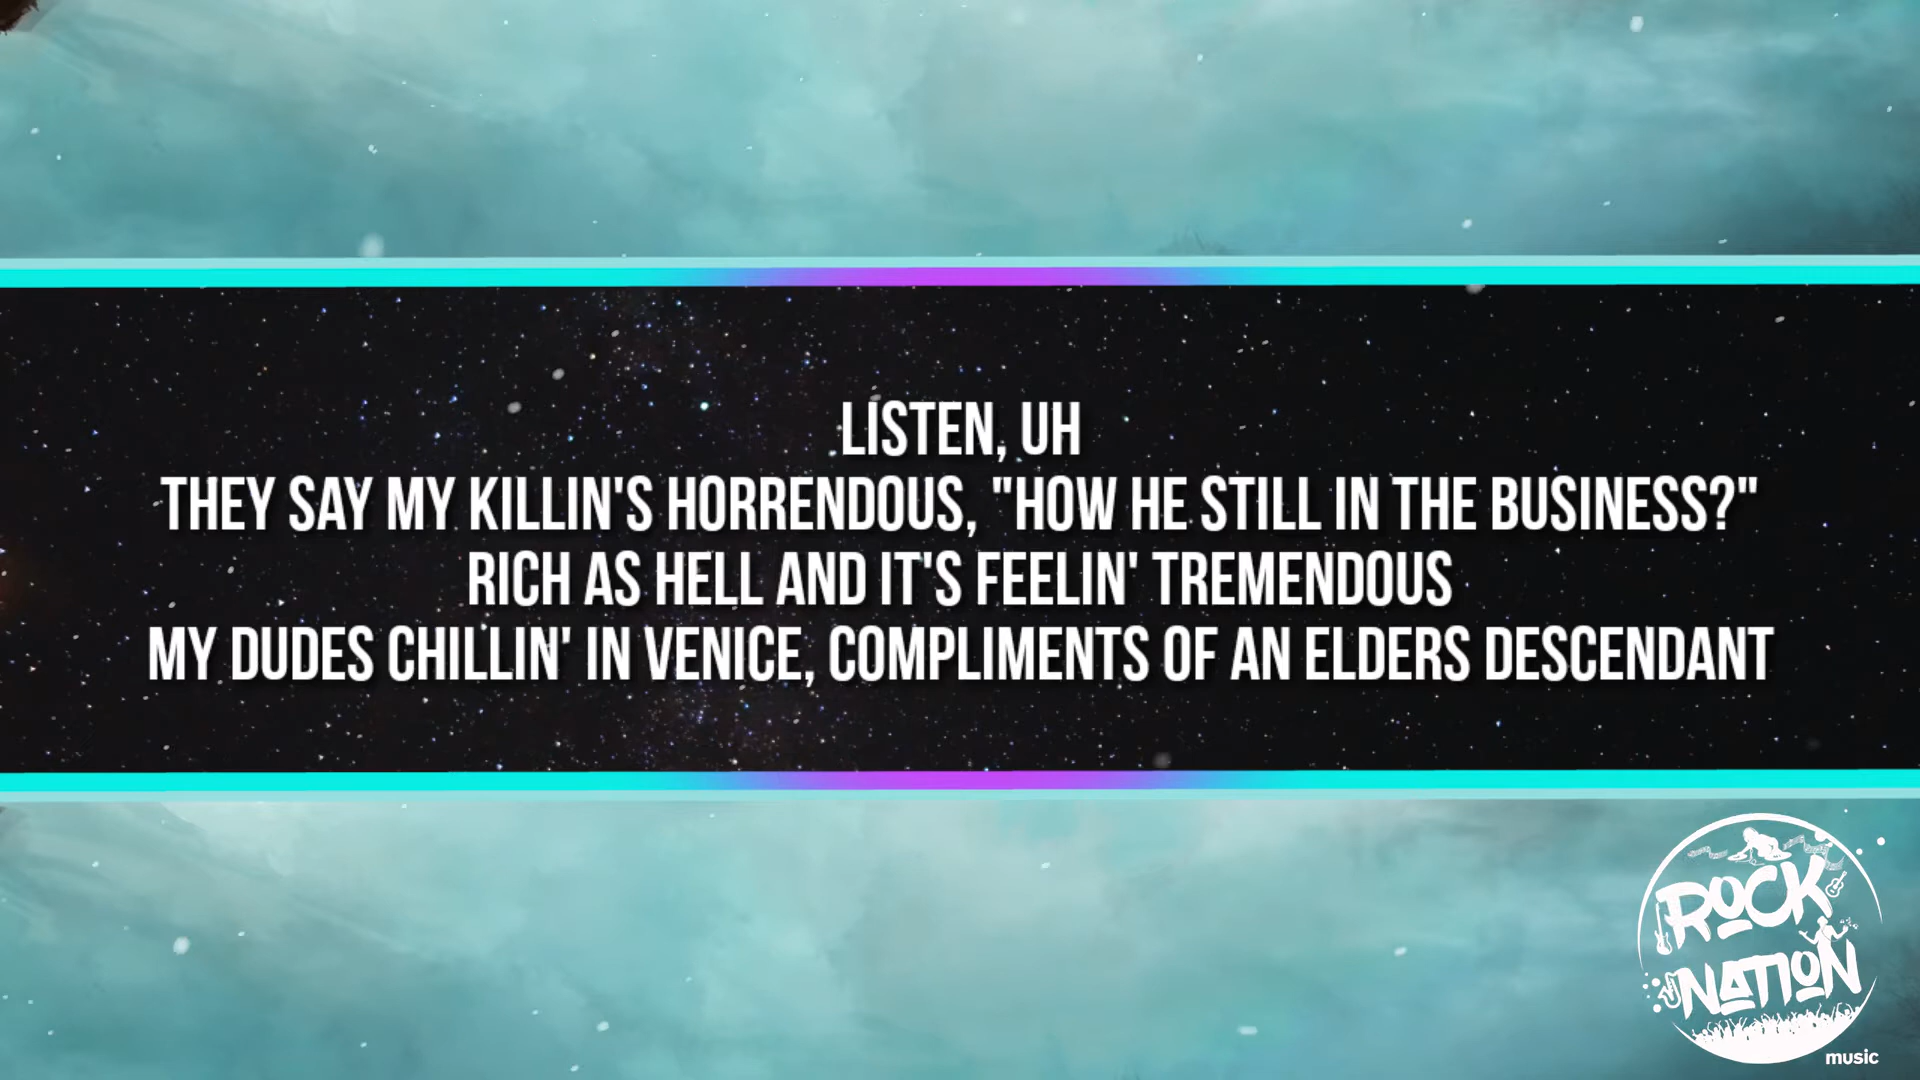 LISTEN, UH
THEY SAY MY KILLIN'S HORRENDOUS, "HOW HE STILL IN THE BUSINESS?"
RICH AS HELL AND IT'S FEELIN' TREMENDOUS
MY DUDES CHILLIN' IN VENICE, COMPLIMENTS OF AN ELDERS DESCENDANT
ROCK
NATION
music